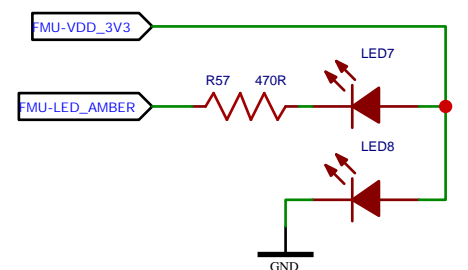 FMU-VDD_3V3
LED7
R57 470R
FMU-LED_AMBER
LED8
GND